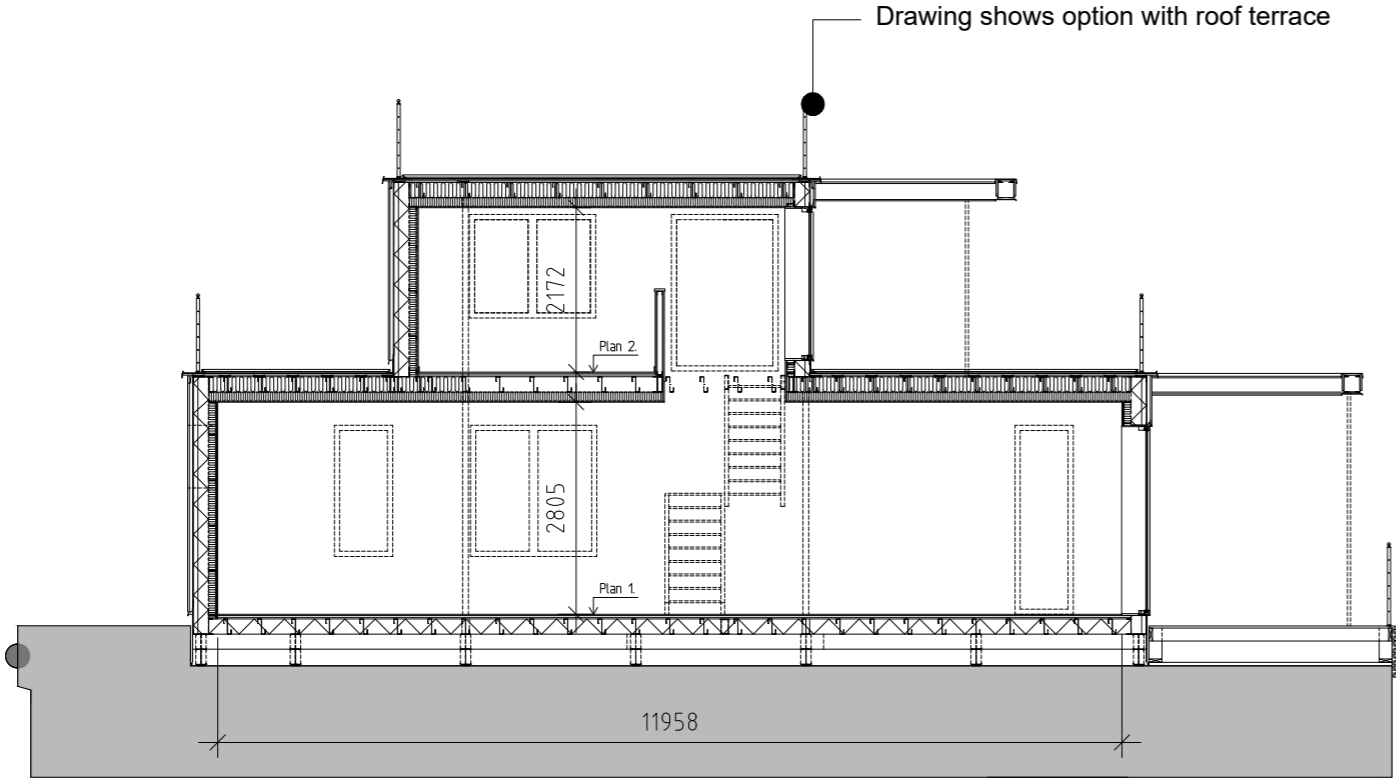 Drawing shows option with roof terrace
2172
Plan 2.
2805
Plan 1.
11958